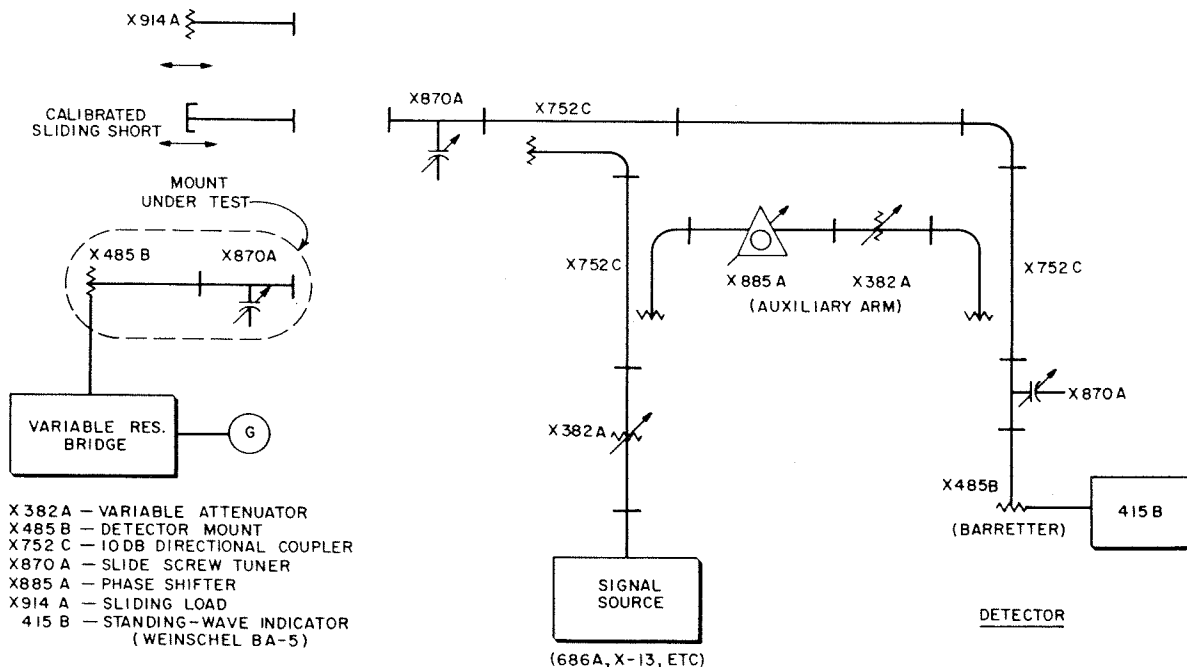 X914A
CALIBRATED
SLIDING SHORT
X870A
X752C
MOUNT
UNDER TEST
X485B
X870A
X752C
X885A
X382A
(AUXILIARY ARM)
X752C
VARIABLE RES.
BRIDGE
G
X382A
X870A
X485B
(BARRETTER)
415B
SIGNAL
SOURCE
(686A, X-13, ETC)
DETECTOR
X382A — VARIABLE ATTENUATOR
X485B — DETECTOR MOUNT
X752C — 10DB DIRECTIONAL COUPLER
X870A — SLIDE SCREW TUNER
X885A — PHASE SHIFTER
X914A — SLIDING LOAD
415B — STANDING-WAVE INDICATOR
(WEINSCHEL BA-5)